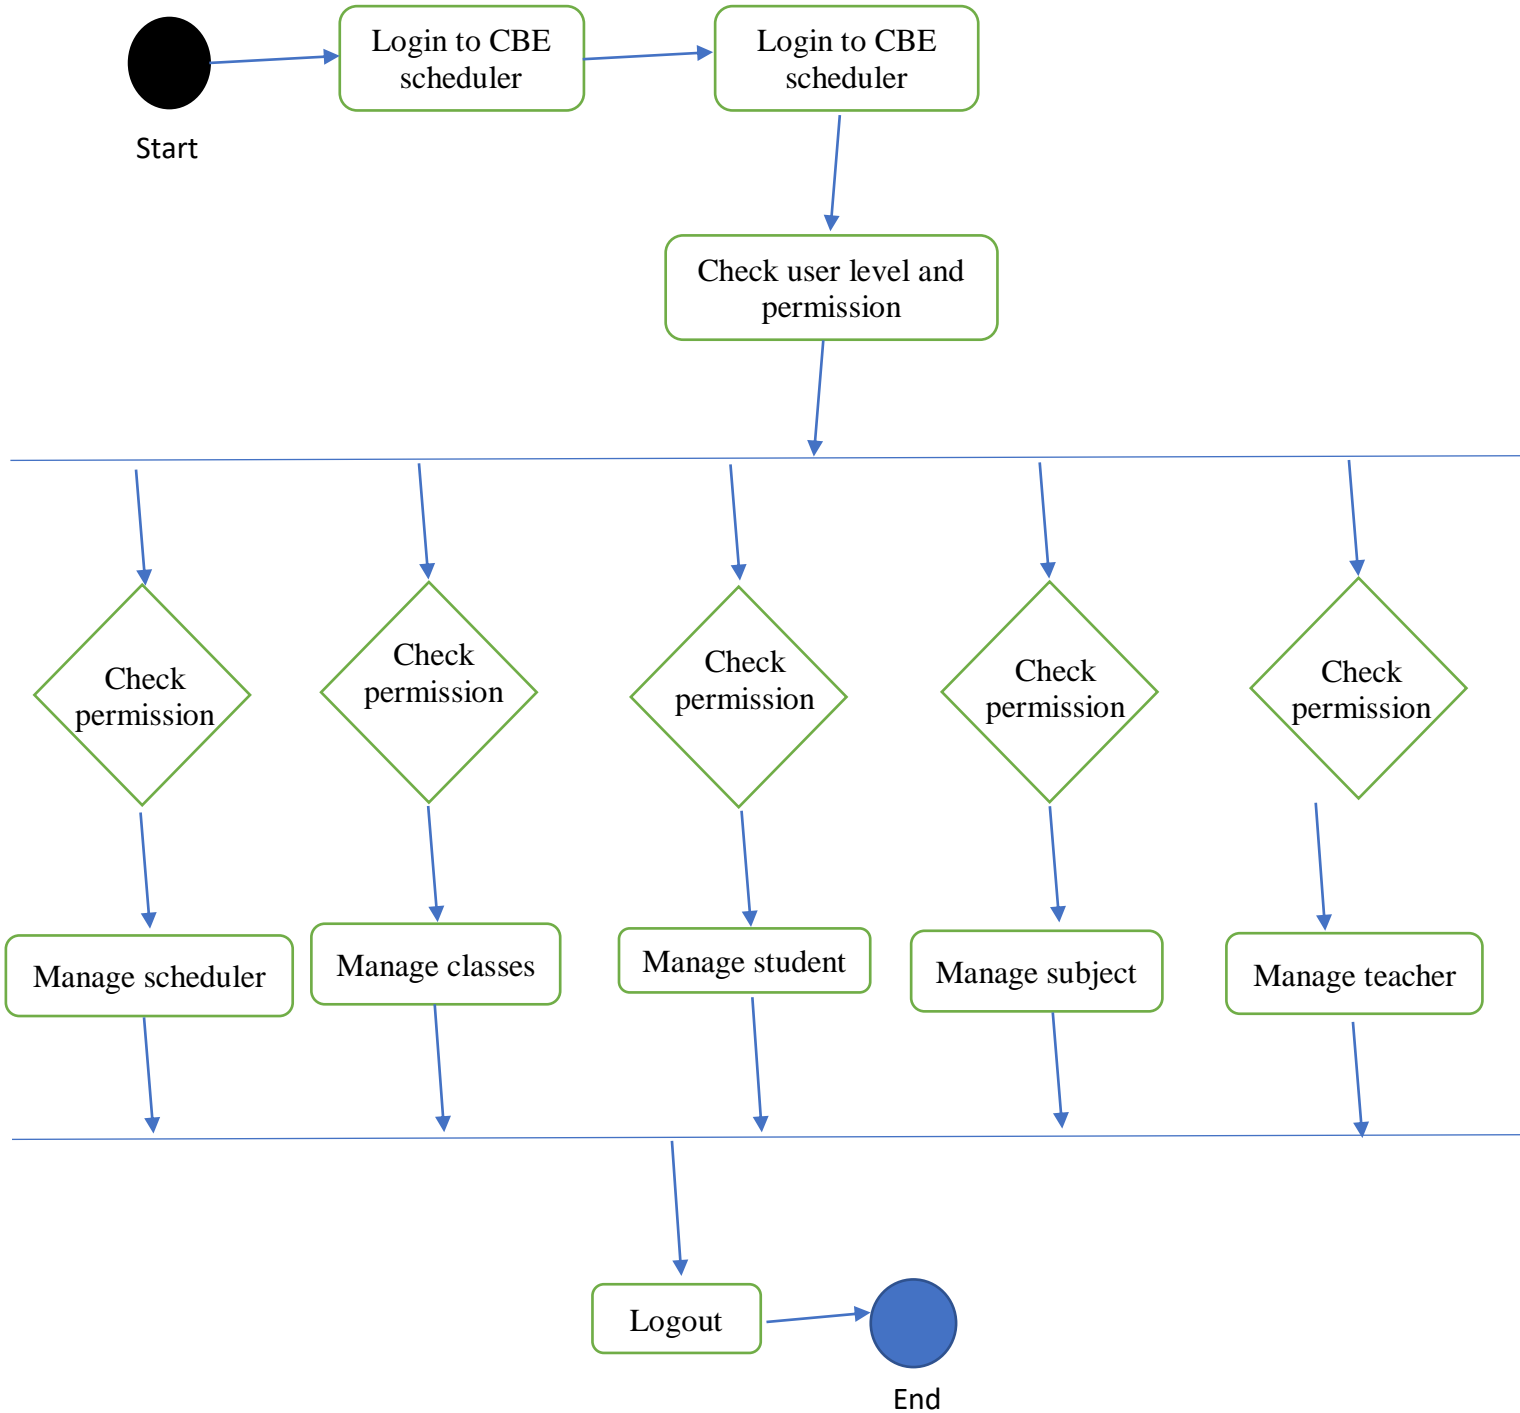 Login to CBE
scheduler
Login to CBE
scheduler
Start
Check user level and
permission
Check
permission
Check
permission
Check
permission
Check
permission
Check
permission
Manage scheduler
Manage classes
Manage student
Manage subject
Manage teacher
Logout
End